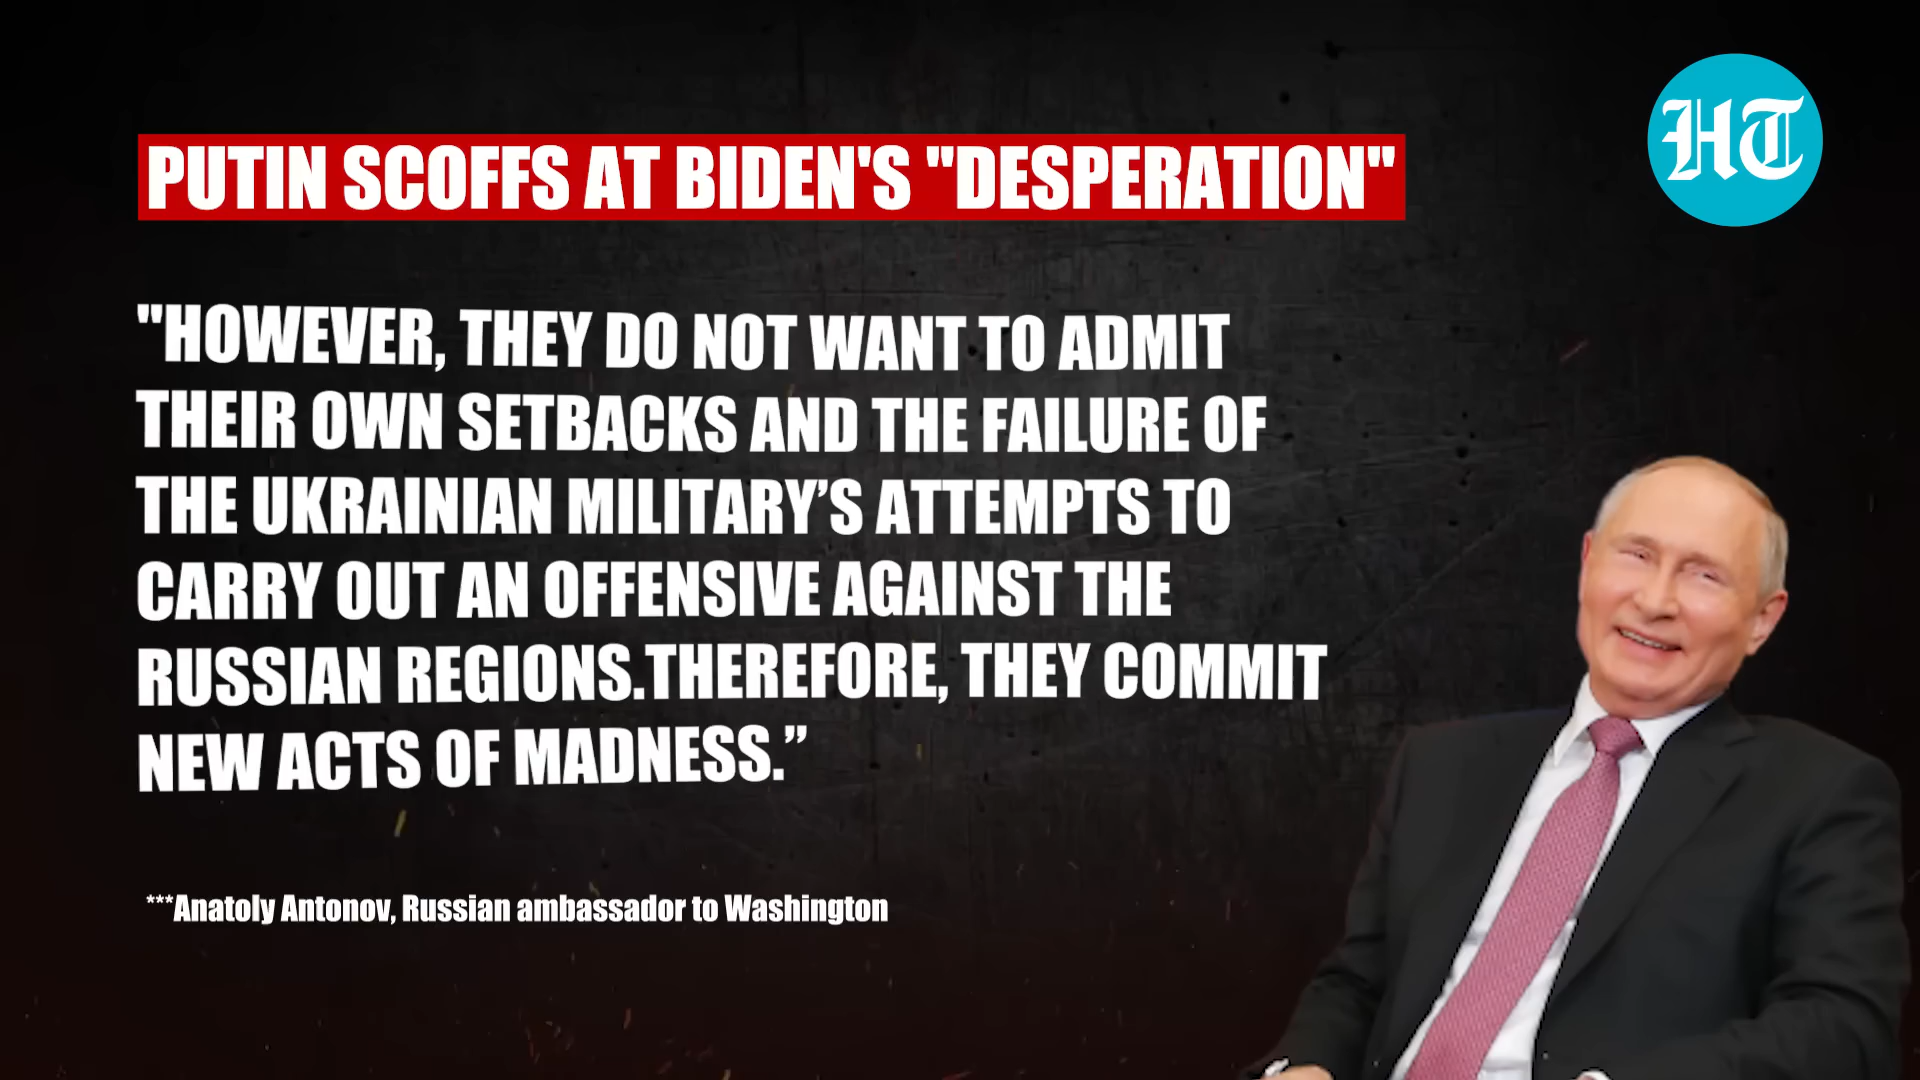 HT
PUTIN SCOFFS AT BIDEN'S "DESPERATION"
"HOWEVER, THEY DO NOT WANT TO ADMIT
THEIR OWN SETBACKS AND THE FAILURE OF
THE UKRAINIAN MILITARY’S ATTEMPTS TO
CARRY OUT AN OFFENSIVE AGAINST THE
RUSSIAN REGIONS.THEREFORE, THEY COMMIT
NEW ACTS OF MADNESS.”
***Anatoly Antonov, Russian ambassador to Washington